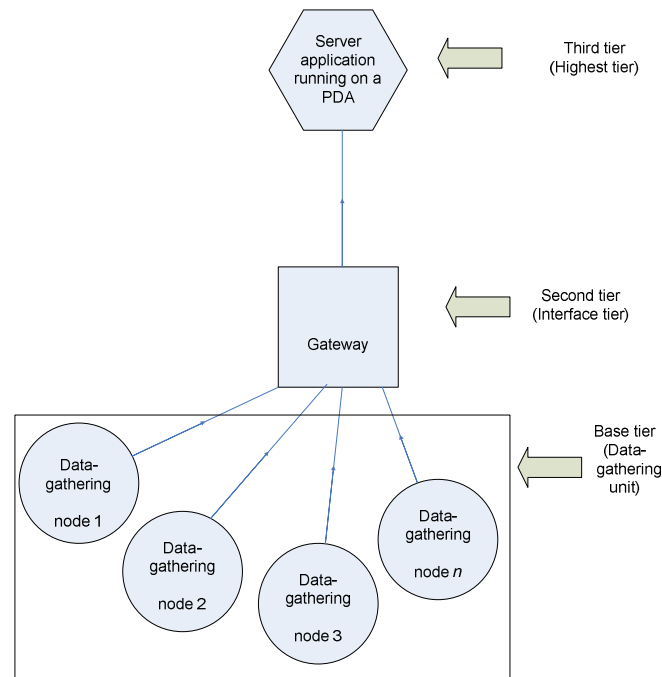 Server
application
running on a
PDA
Third tier
(Highest tier)
Gateway
Second tier
(Interface tier)
Base tier
(Data-
gathering
unit)
Data-
gathering
node 1
Data-
gathering
node 2
Data-
gathering
node 3
Data-
gathering
node n